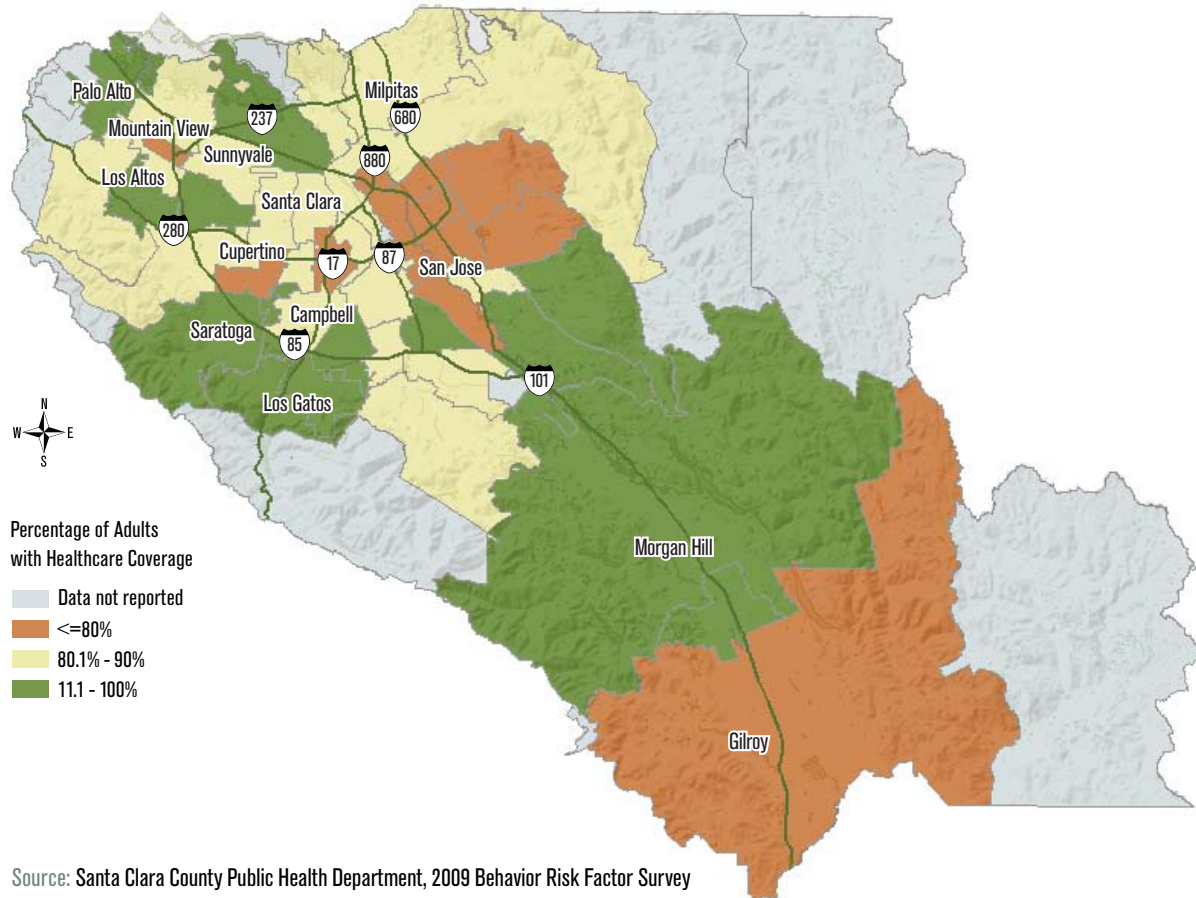 Palo Alto
Milpitas
237
680
Mountain View
Sunnyvale
880
Los Altos
Santa Clara
280
Cupertino
17
87
San Jose
Saratoga
Campbell
85
101
Los Gatos
N
W
E
S
Percentage of Adults
with Healthcare Coverage
Data not reported
<=80%
80.1% - 90%
11.1 - 100%
Morgan Hill
Gilroy
Source: Santa Clara County Public Health Department, 2009 Behavior Risk Factor Survey